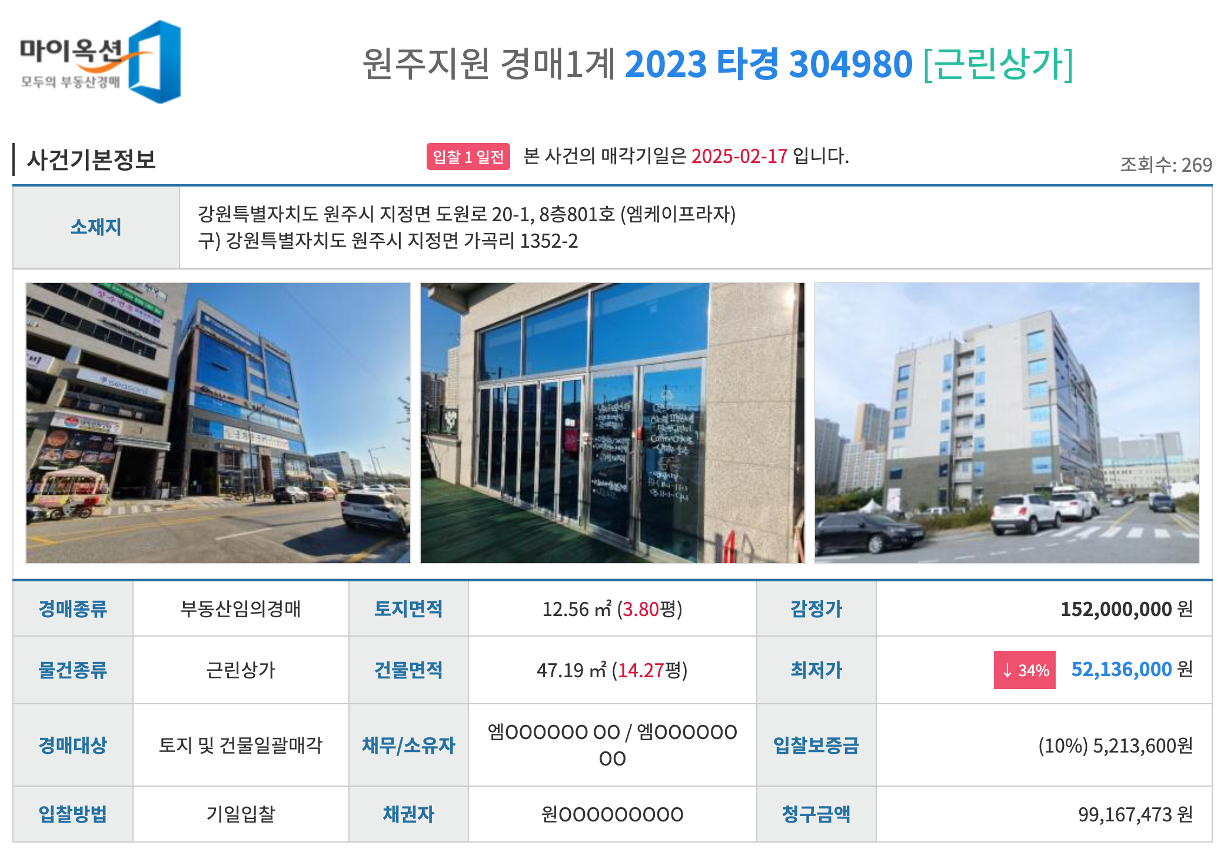 마이옥션
모두의 부동산경매
원주지원 경매1계 2023 타경 304980 [근린상가]
사건기본정보
입찰 1 일전 본 사건의 매각기일은 2025-02-17 입니다.
조회수: 269
소재지
강원특별자치도 원주시 지정면 도원로 20-1, 8층801호 (엠케이프라자)
구) 강원특별자치도 원주시 지정면 가곡리 1352-2
경매종류 부동산임의경매 토지면적 12.56 ㎡ (3.80평) 감정가 152,000,000 원
물건종류 근린상가 건물면적 47.19 ㎡ (14.27평) 최저가 ↓ 34% 52,136,000 원
경매대상 토지 및 건물일괄매각 채무/소유자 엠OOOOOO OO / 엠OOOOOO
OO
입찰보증금 (10%) 5,213,600원
입찰방법 기일입찰 채권자 원OOOOOOOOO 청구금액 99,167,473 원